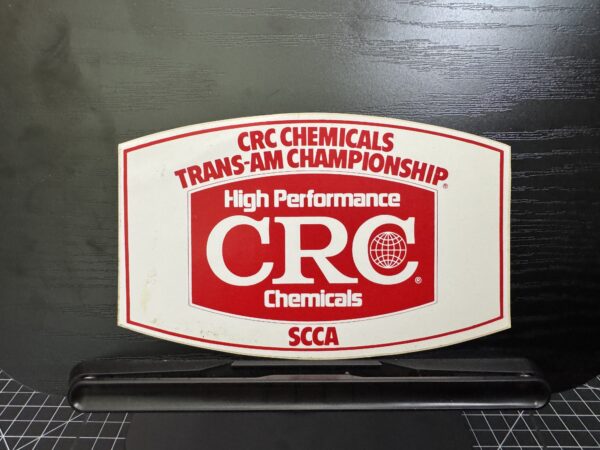 CRC CHEMICALS
TRANS-AM CHAMPIONSHIP®
High Performance
CRC®
Chemicals
SCCA